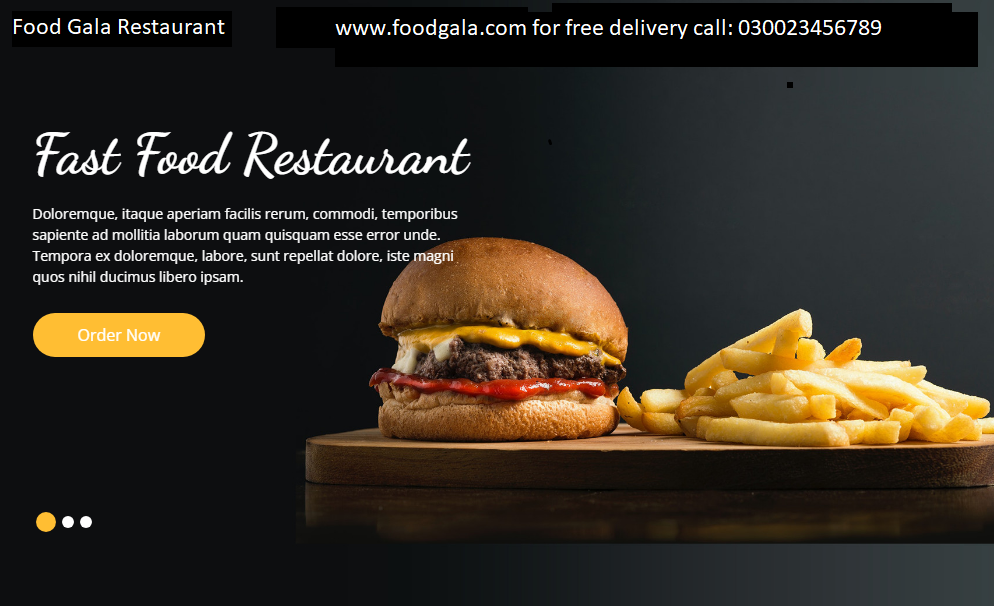 Food Gala Restaurant
www.foodgala.com for free delivery call: 030023456789
Fast Food Restaurant
Doloremque, itaque aperiam facilis rerum, commodi, temporibus
sapiente ad mollitia laborum quam quisquam esse error unde.
Tempora ex doloremque, labore, sunt repellat dolore, iste magni
quos nihil ducimus libero ipsam.
Order Now